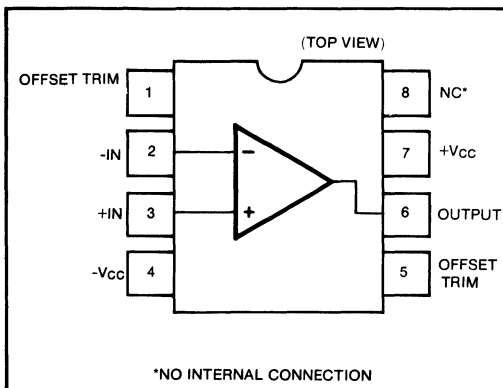 (TOP VIEW)
OFFSET TRIM 1
8 NC*
-IN 2 −
7 +VCC
+IN 3 +
6 OUTPUT
-VCC 4
5 OFFSET
TRIM
*NO INTERNAL CONNECTION